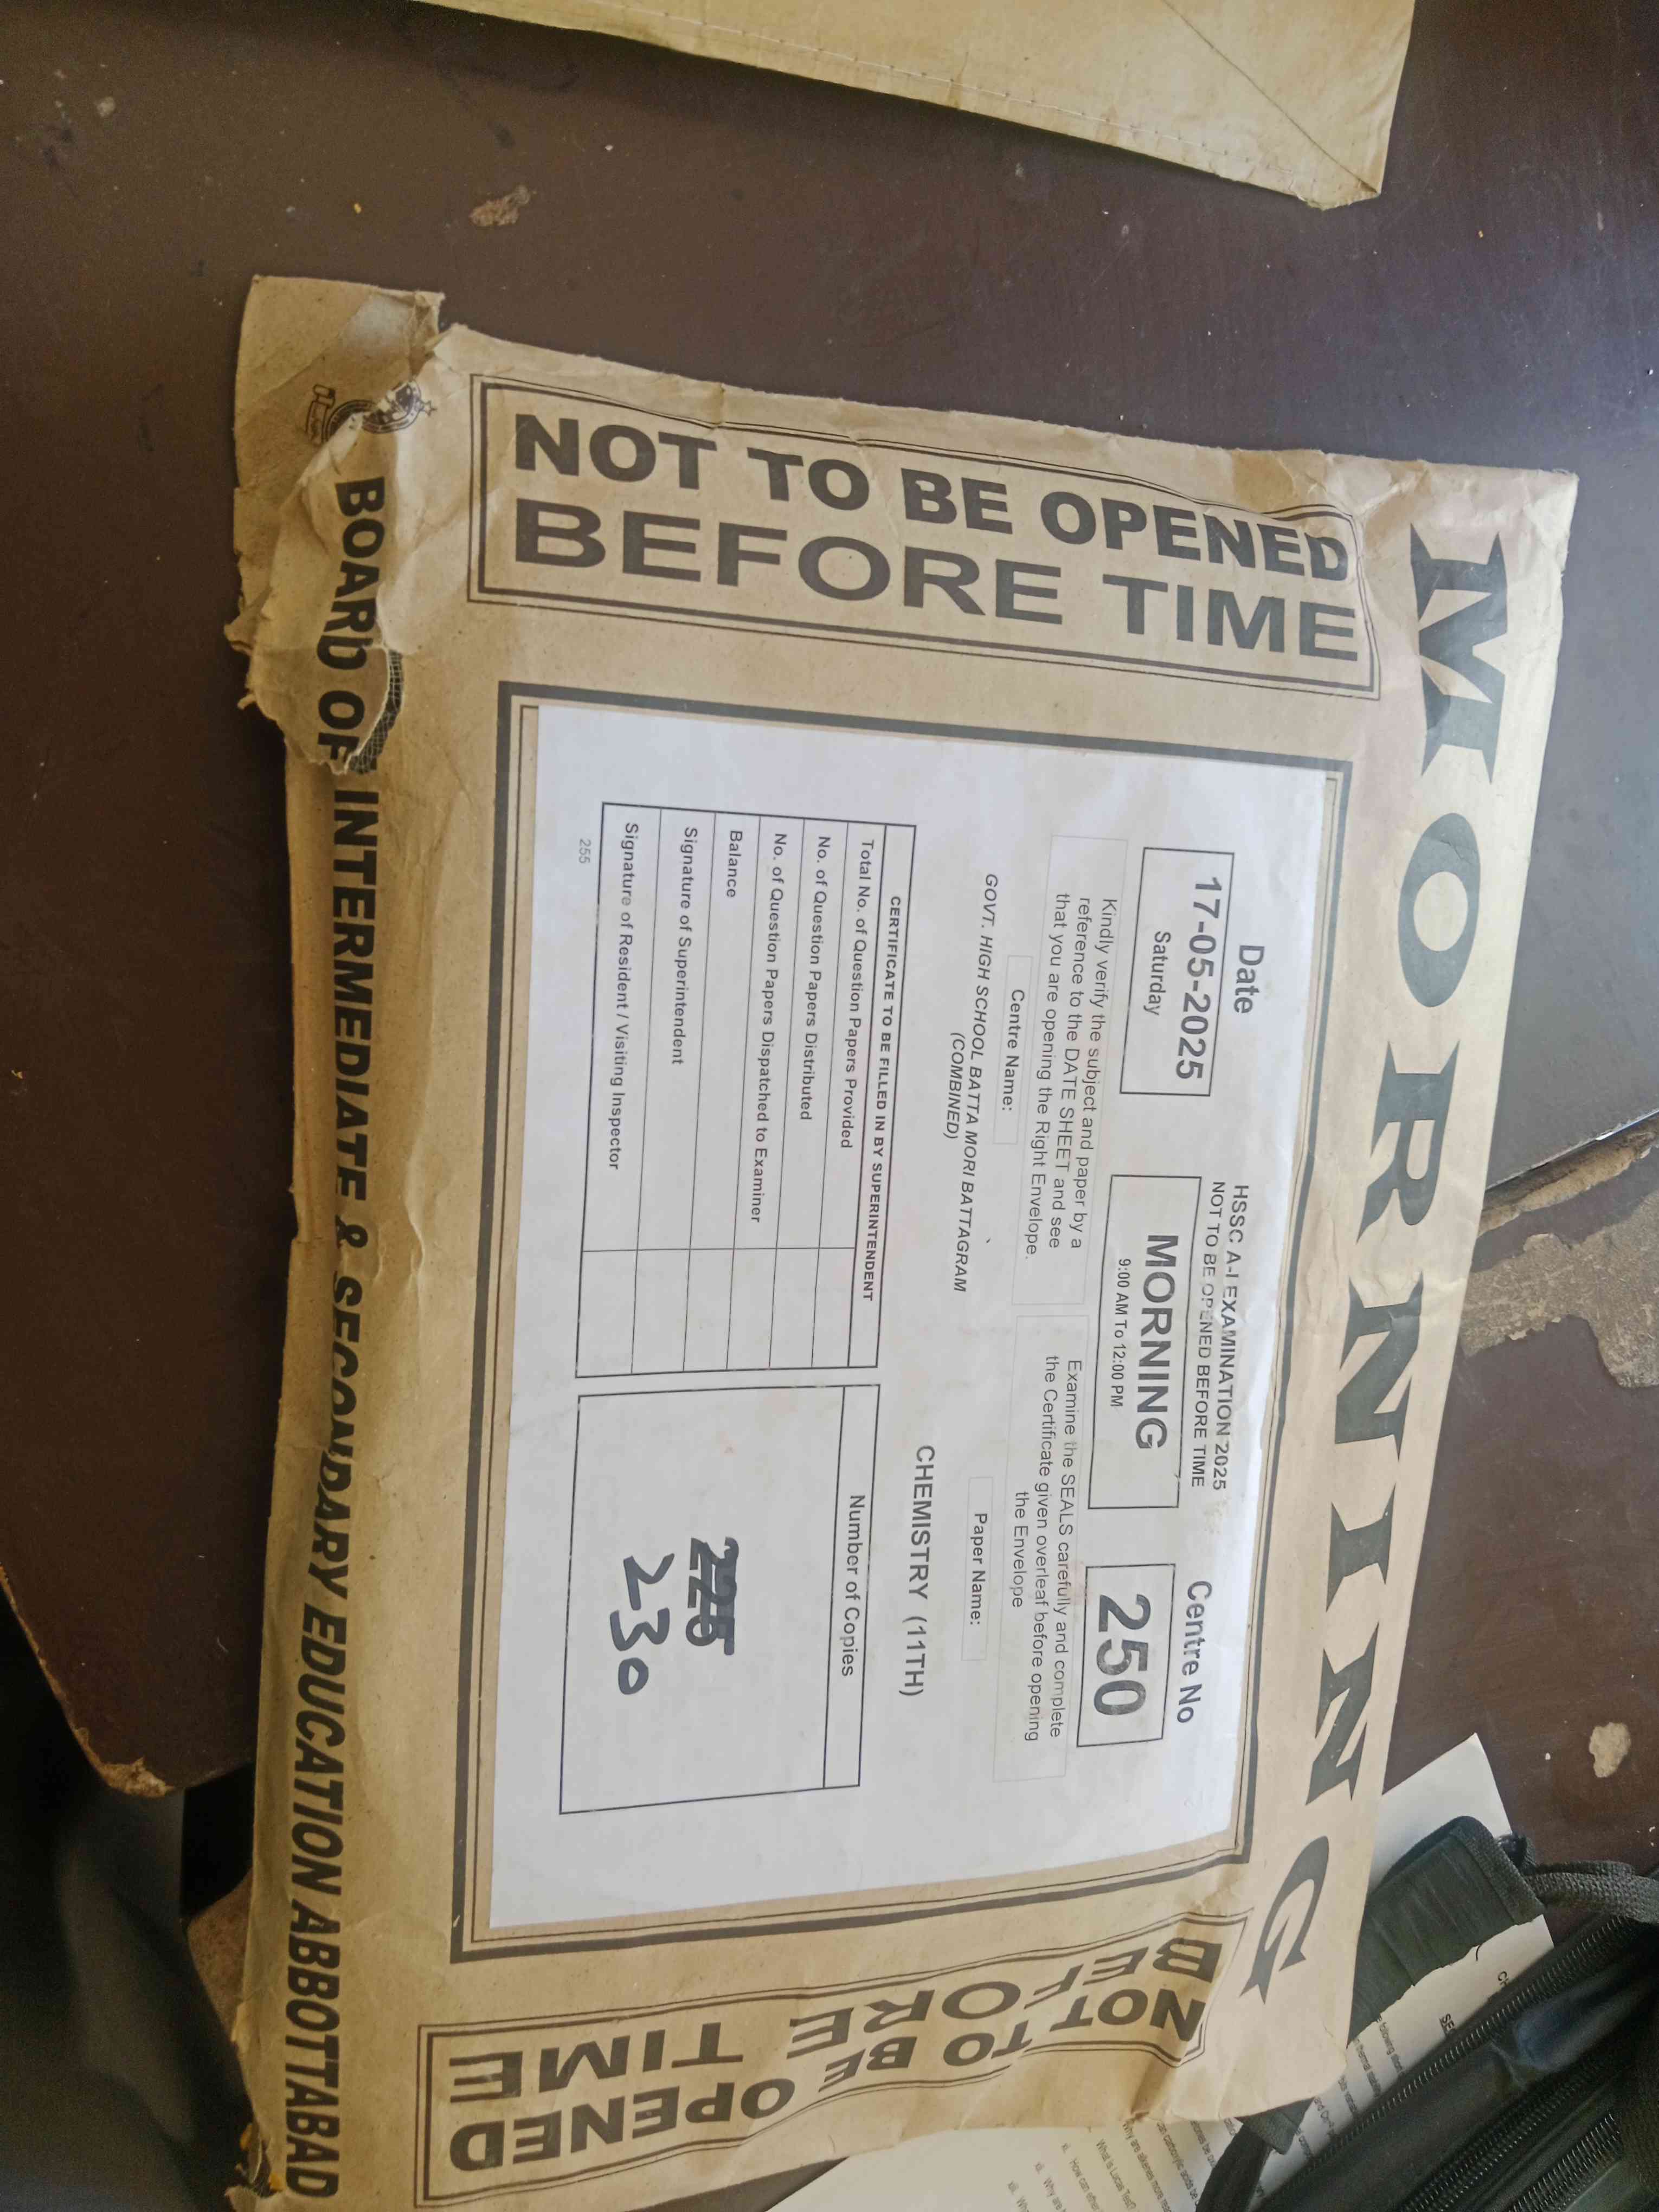 MORNING
NOT TO BE OPENED
BEFORE TIME
Date
17-05-2025
Saturday
HSSC A-I EXAMINATION 2025
NOT TO BE OPENED BEFORE TIME
MORNING
9:00 AM To 12:00 PM
Centre No
250
Kindly verify the subject and paper by a
reference to the DATE SHEET and see
that you are opening the Right Envelope.
Examine the SEALS carefully and complete
the Certificate given overleaf before opening
the Envelope
Centre Name:
GOVT. HIGH SCHOOL BATTA MORI BATTAGRAM
(COMBINED)
Paper Name:
CHEMISTRY (11TH)
CERTIFICATE TO BE FILLED IN BY SUPERINTENDENT
Total No. of Question Papers Provided
No. of Question Papers Distributed
No. of Question Papers Dispatched to Examiner
Balance
Signature of Superintendent
Signature of Resident / Visiting Inspector
255
Number of Copies
225
230
NOT TO BE OPENED
BEFORE TIME
BOARD OF INTERMEDIATE & SECONDARY EDUCATION ABBOTTABAD